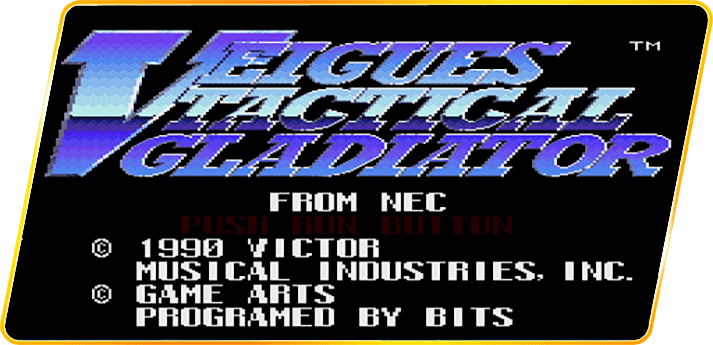 VEIGUES TM
TACTICAL
GLADIATOR
FROM NEC
PUSH RUN BUTTON
© 1990 VICTOR
MUSICAL INDUSTRIES, INC.
© GAME ARTS
PROGRAMED BY BITS